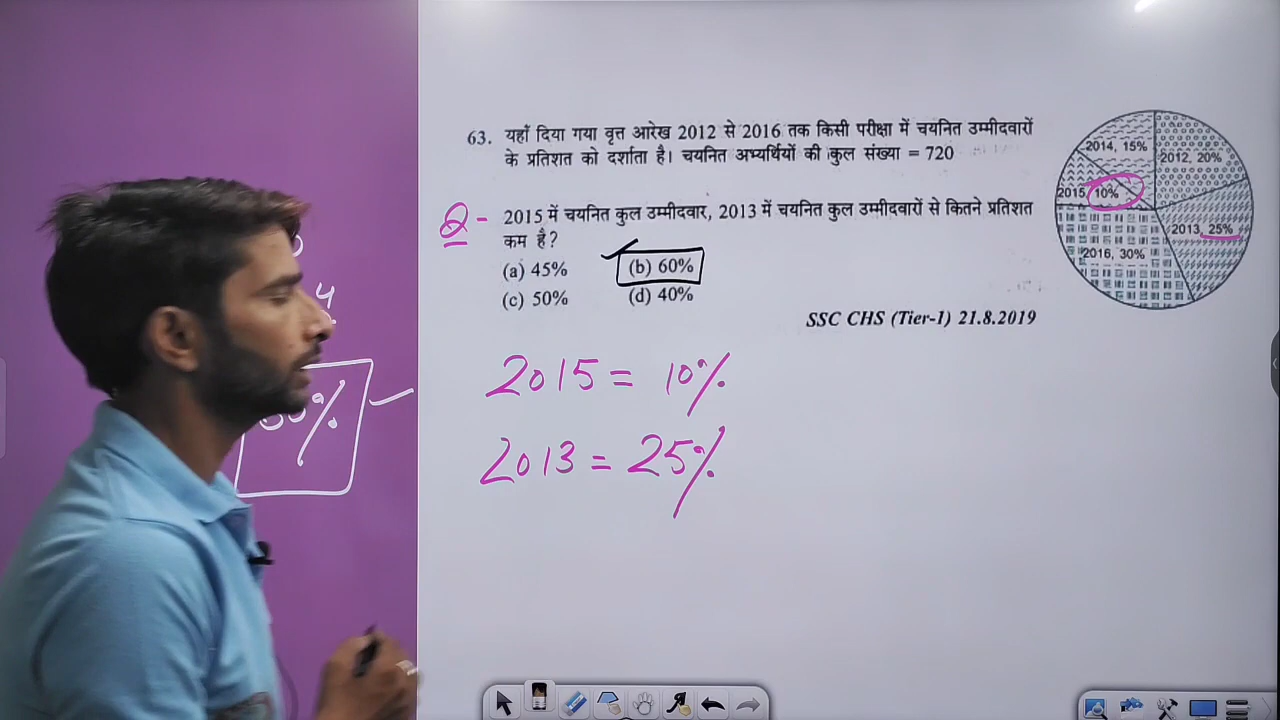 63. यहाँ दिया गया वृत्त आरेख 2012 से 2016 तक किसी परीक्षा में चयनित उम्मीदवारों
के प्रतिशत को दर्शाता है। चयनित अभ्यर्थियों की कुल संख्या = 720
Q- 2015 में चयनित कुल उम्मीदवार, 2013 में चयनित कुल उम्मीदवारों से कितने प्रतिशत
कम है?
(a) 45% (b) 60%
(c) 50% (d) 40%
SSC CHS (Tier-1) 21.8.2019
2014, 15%
2012, 20%
2015, 10%
2013, 25%
2016, 30%
2015 = 10%
2013 = 25%
4